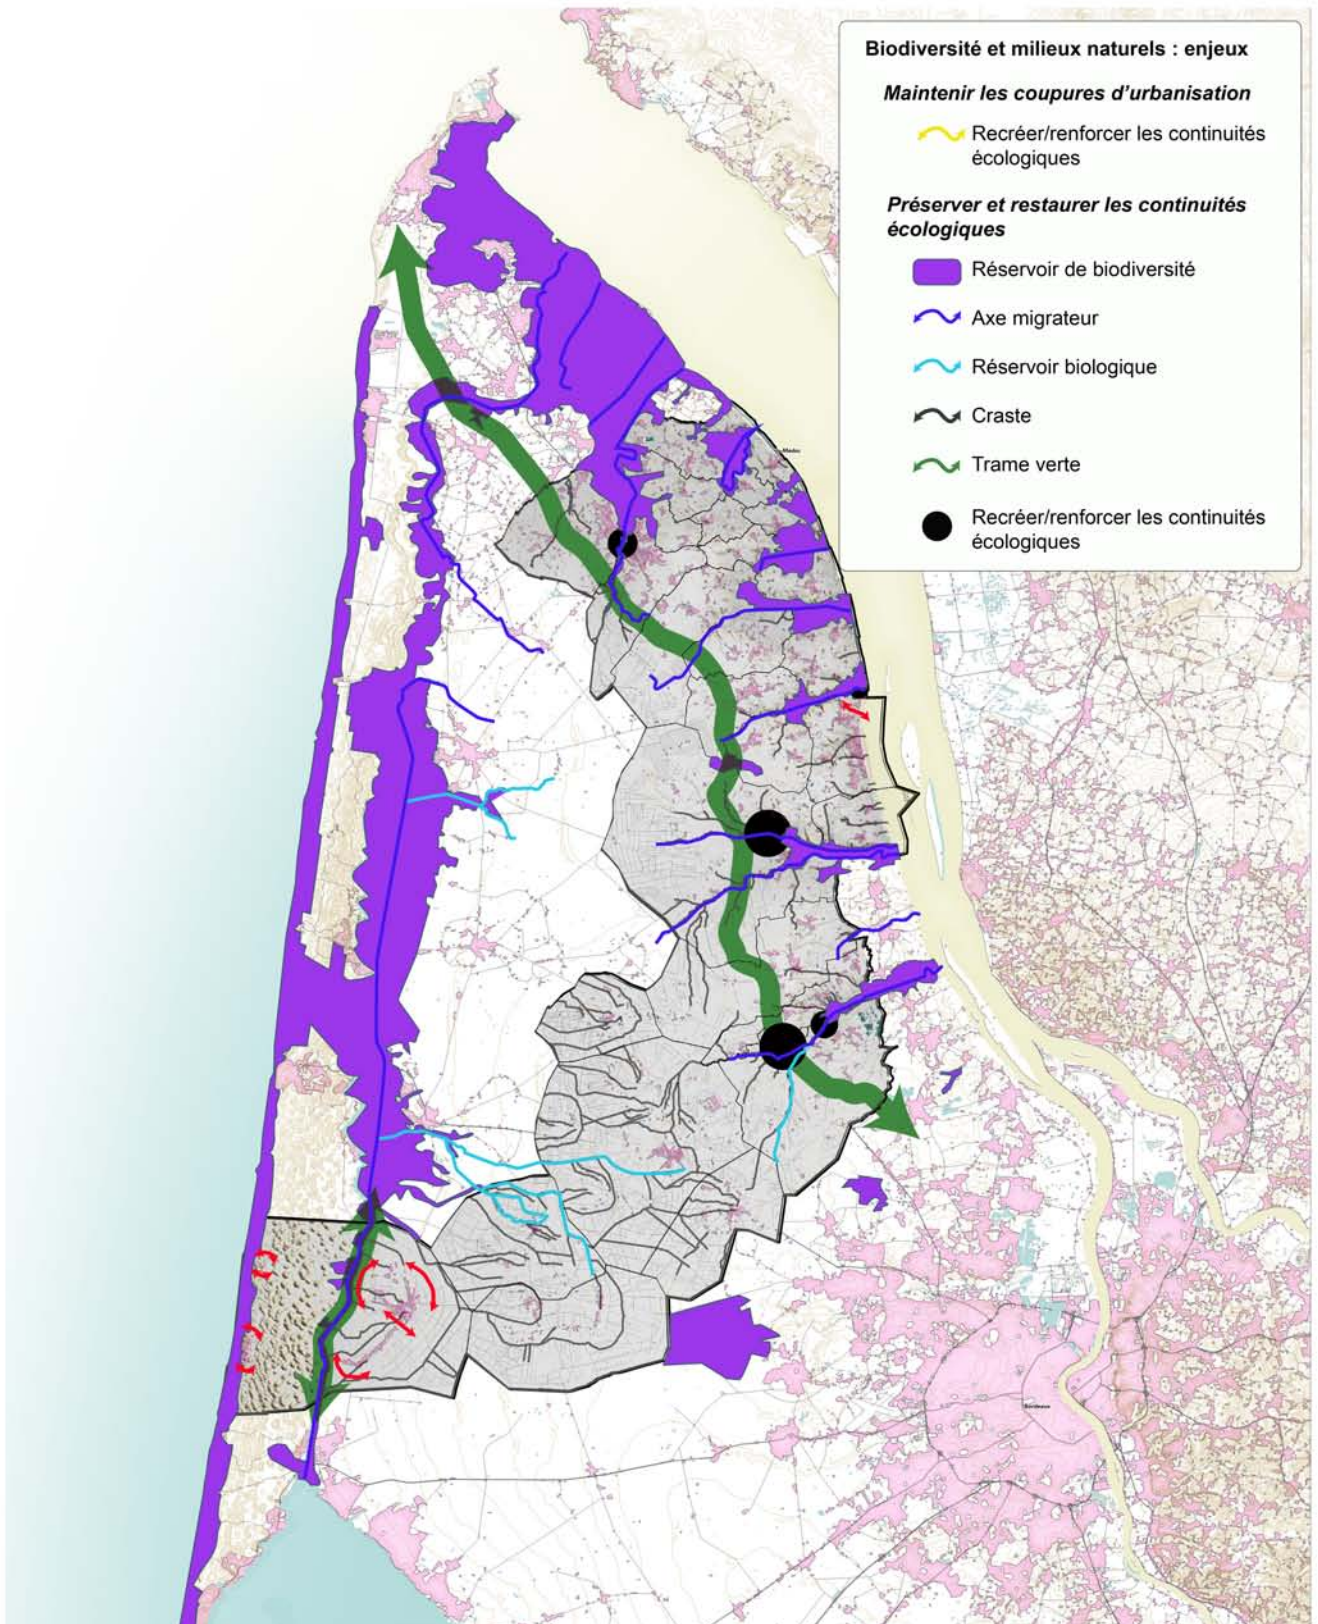 Biodiversité et milieux naturels : enjeux
Maintenir les coupures d'urbanisation
Recréer/renforcer les continuités
écologiques
Préserver et restaurer les continuités
écologiques
Réservoir de biodiversité
Axe migrateur
Réservoir biologique
Craste
Trame verte
Recréer/renforcer les continuités
écologiques
Bordeaux